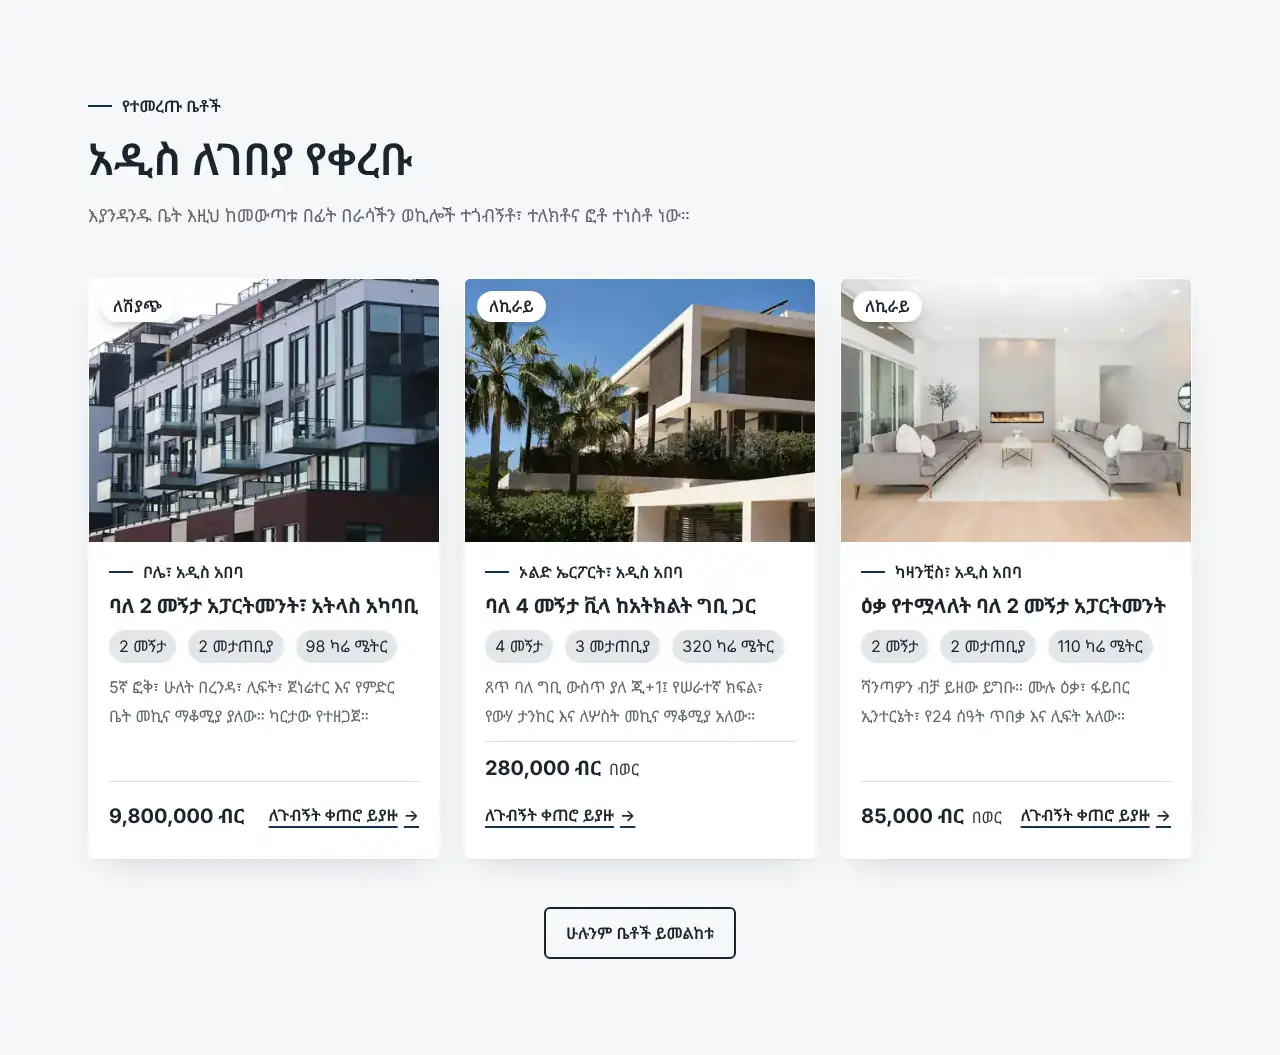 የተመረጡ ቤቶች
አዲስ ለገበያ የቀረቡ
እያንዳንዱ ቤት እዚህ ከመውጣቱ በፊት በራሳችን ወኪሎች ተጎብኝቶ፣ ተለክቶና ፎቶ ተነስቶ ነው።
ለሽያጭ
ቦሌ፣ አዲስ አበባ
ባለ 2 መኝታ አፓርትመንት፣ አትላስ አካባቢ
2 መኝታ
2 መታጠቢያ
98 ካሬ ሜትር
5ኛ ፎቅ፣ ሁለት በረንዳ፣ ሊፍት፣ ጀነሬተር እና የምድር
ቤት መኪና ማቆሚያ ያለው። ካርታው የተዘጋጀ።
9,800,000 ብር
ለጉብኝት ቀጠሮ ይያዙ →
ለኪራይ
ኦልድ ኤርፖርት፣ አዲስ አበባ
ባለ 4 መኝታ ቪላ ከአትክልት ግቢ ጋር
4 መኝታ
3 መታጠቢያ
320 ካሬ ሜትር
ጸጥ ባለ ግቢ ውስጥ ያለ ጂ+1፤ የሠራተኛ ክፍል፣
የውሃ ታንከር እና ለሦስት መኪና ማቆሚያ አለው።
280,000 ብር በወር
ለጉብኝት ቀጠሮ ይያዙ →
ለኪራይ
ካዛንቺስ፣ አዲስ አበባ
ዕቃ የተሟላለት ባለ 2 መኝታ አፓርትመንት
2 መኝታ
2 መታጠቢያ
110 ካሬ ሜትር
ሻንጣዎን ብቻ ይዘው ይግቡ። ሙሉ ዕቃ፣ ፋይበር
ኢንተርኔት፣ የ24 ሰዓት ጥበቃ እና ሊፍት አለው።
85,000 ብር በወር
ለጉብኝት ቀጠሮ ይያዙ →
ሁሉንም ቤቶች ይመልከቱ